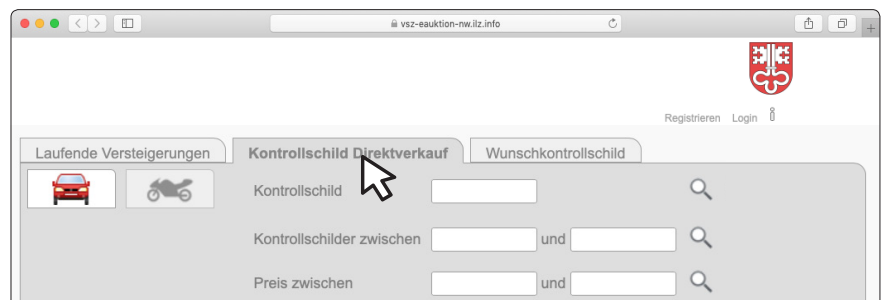 vsz-eauktion-nw.ilz.info
Registrieren Login
Laufende Versteigerungen Kontrollschild Direktverkauf Wunschkontrollschild
Kontrollschild
Kontrollschilder zwischen und
Preis zwischen und